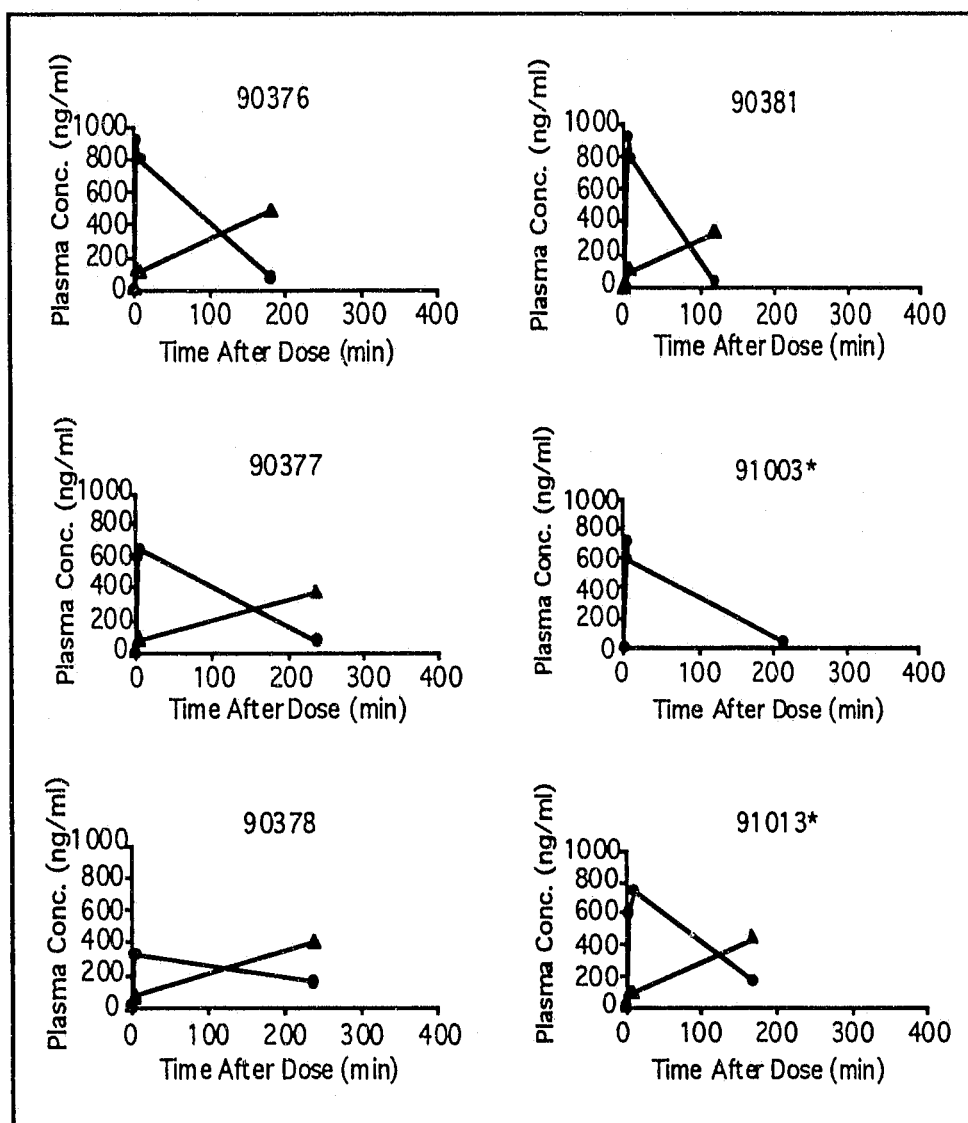 90376
Plasma Conc. (ng/ml)
1000
800
600
400
200
0
0 100 200 300 400
Time After Dose (min)
90381
Plasma Conc. (ng/ml)
1000
800
600
400
200
0
0 100 200 300 400
Time After Dose (min)
90377
Plasma Conc. (ng/ml)
1000
800
600
400
200
0
0 100 200 300 400
Time After Dose (min)
91003*
Plasma Conc. (ng/ml)
1000
800
600
400
200
0
0 100 200 300 400
Time After Dose (min)
90378
Plasma Conc. (ng/ml)
1000
800
600
400
200
0
0 100 200 300 400
Time After Dose (min)
91013*
Plasma Conc. (ng/ml)
1000
800
600
400
200
0
0 100 200 300 400
Time After Dose (min)